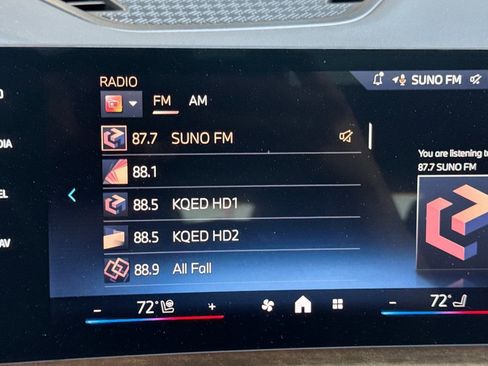 RADIO
SUNO FM
FM AM
87.7 SUNO FM
88.1
88.5 KQED HD1
88.5 KQED HD2
88.9 All Fall
You are listening to
87.7 SUNO FM
- 72° +
- 72°